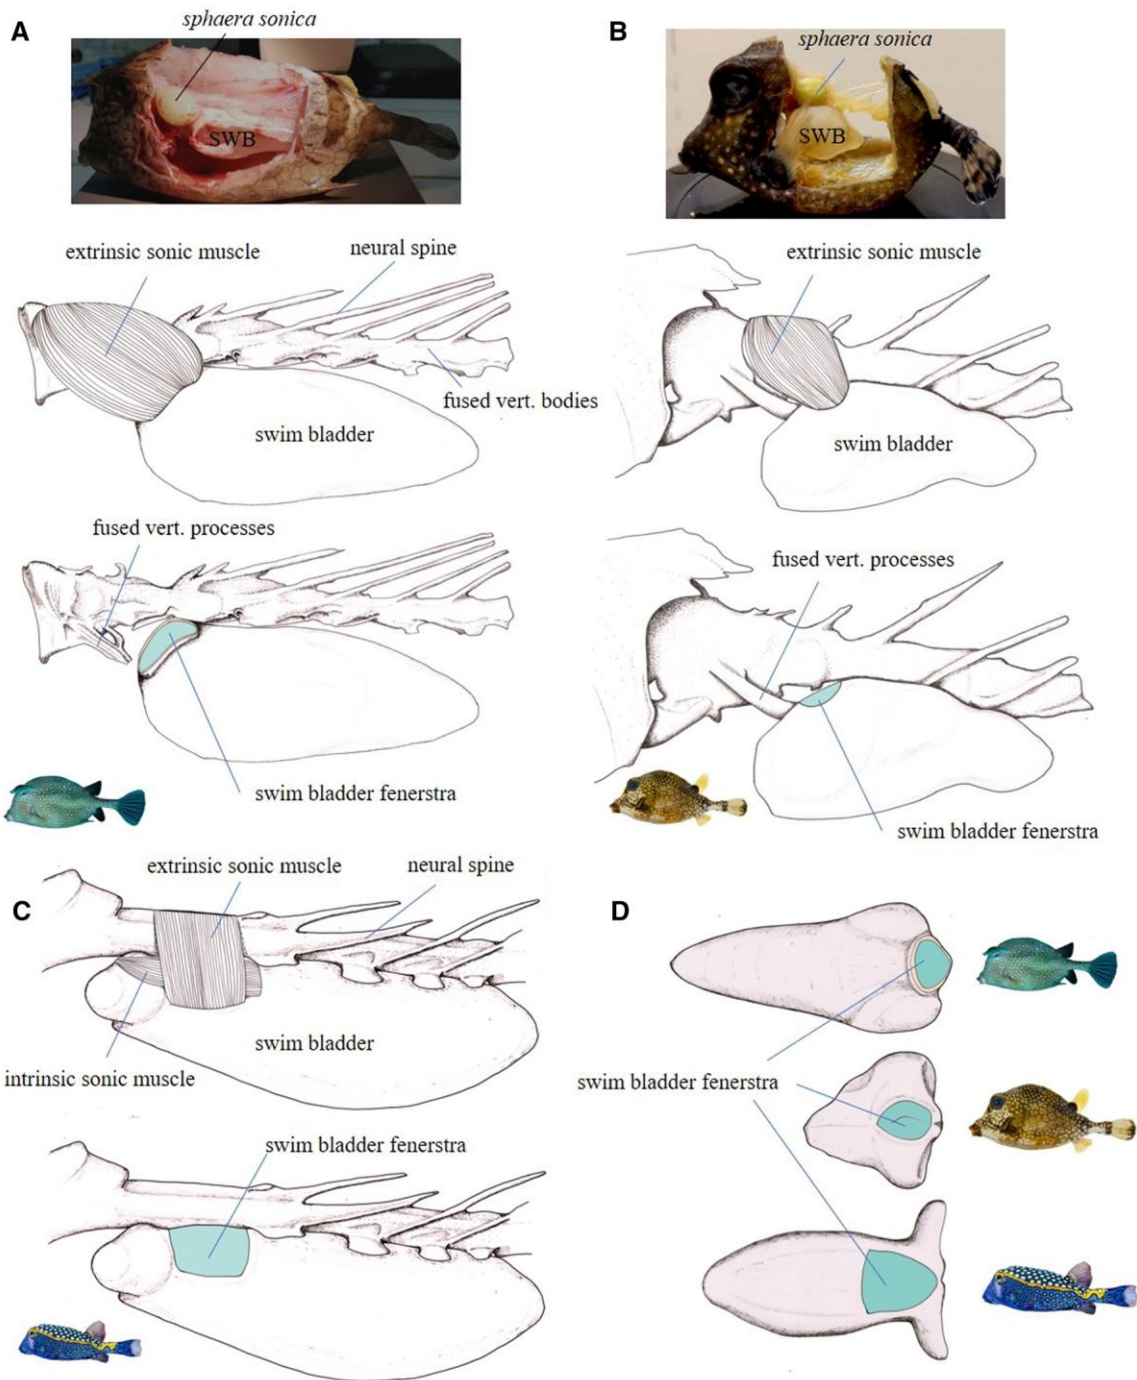 A
sphaera sonica
SWB
B
sphaera sonica
SWB
extrinsic sonic muscle
neural spine
fused vert. bodies
swim bladder
extrinsic sonic muscle
swim bladder
fused vert. processes
swim bladder fenerstra
fused vert. processes
swim bladder fenerstra
C
extrinsic sonic muscle
neural spine
swim bladder
intrinsic sonic muscle
swim bladder fenerstra
D
swim bladder fenerstra